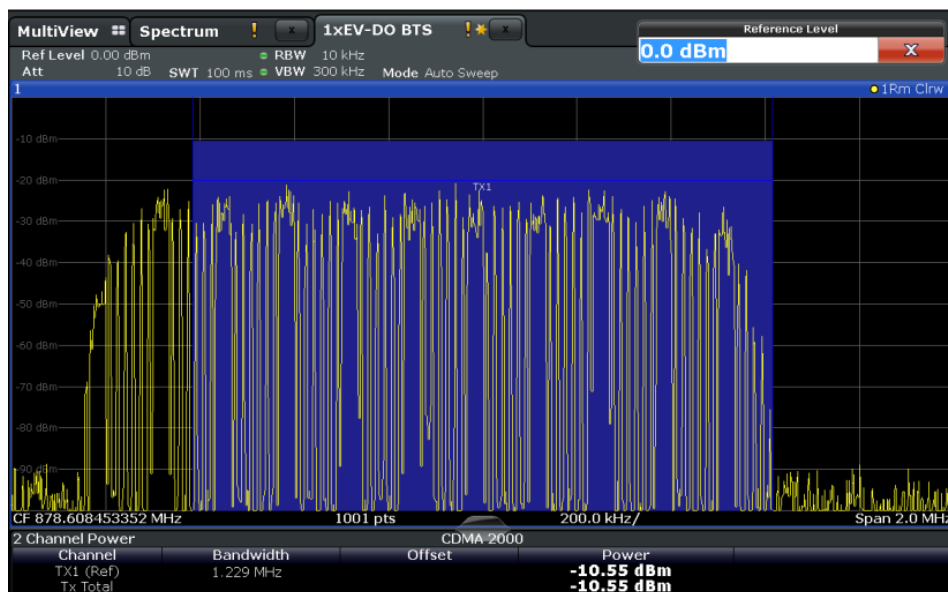 MultiView Spectrum ! x 1xEV-DO BTS ! x
Reference Level
0.0 dBm X
Ref Level 0.00 dBm RBW 10 kHz
Att 10 dB SWT 100 ms VBW 300 kHz Mode Auto Sweep
1 1Rm Clrw
-10 dBm
-20 dBm
TX1
-30 dBm
-40 dBm
-50 dBm
-60 dBm
-70 dBm
-80 dBm
-90 dBm
CF 878.608453352 MHz 1001 pts 200.0 kHz/ Span 2.0 MHz
2 Channel Power CDMA 2000
Channel Bandwidth Offset Power
TX1 (Ref) 1.229 MHz -10.55 dBm
Tx Total -10.55 dBm